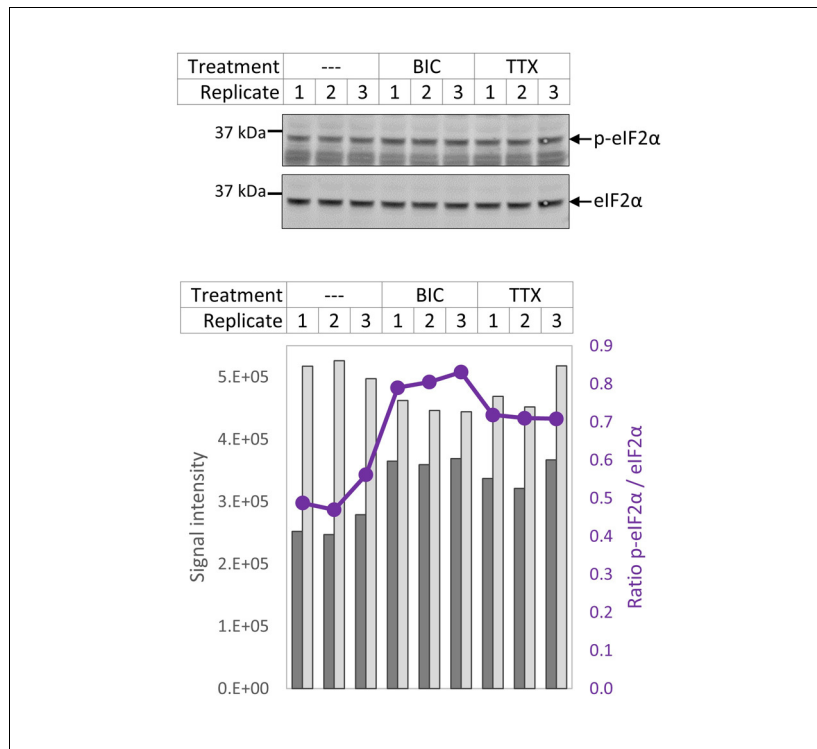 Treatment --- BIC TTX
Replicate 1 2 3 1 2 3 1 2 3
37 kDa p-eIF2α
37 kDa eIF2α
Treatment --- BIC TTX
Replicate 1 2 3 1 2 3 1 2 3
Signal intensity
5.E+05
4.E+05
3.E+05
2.E+05
1.E+05
0.E+00
0.9
0.8
0.7
0.6
0.5
0.4
0.3
0.2
0.1
0.0
Ratio p-eIF2α / eIF2α